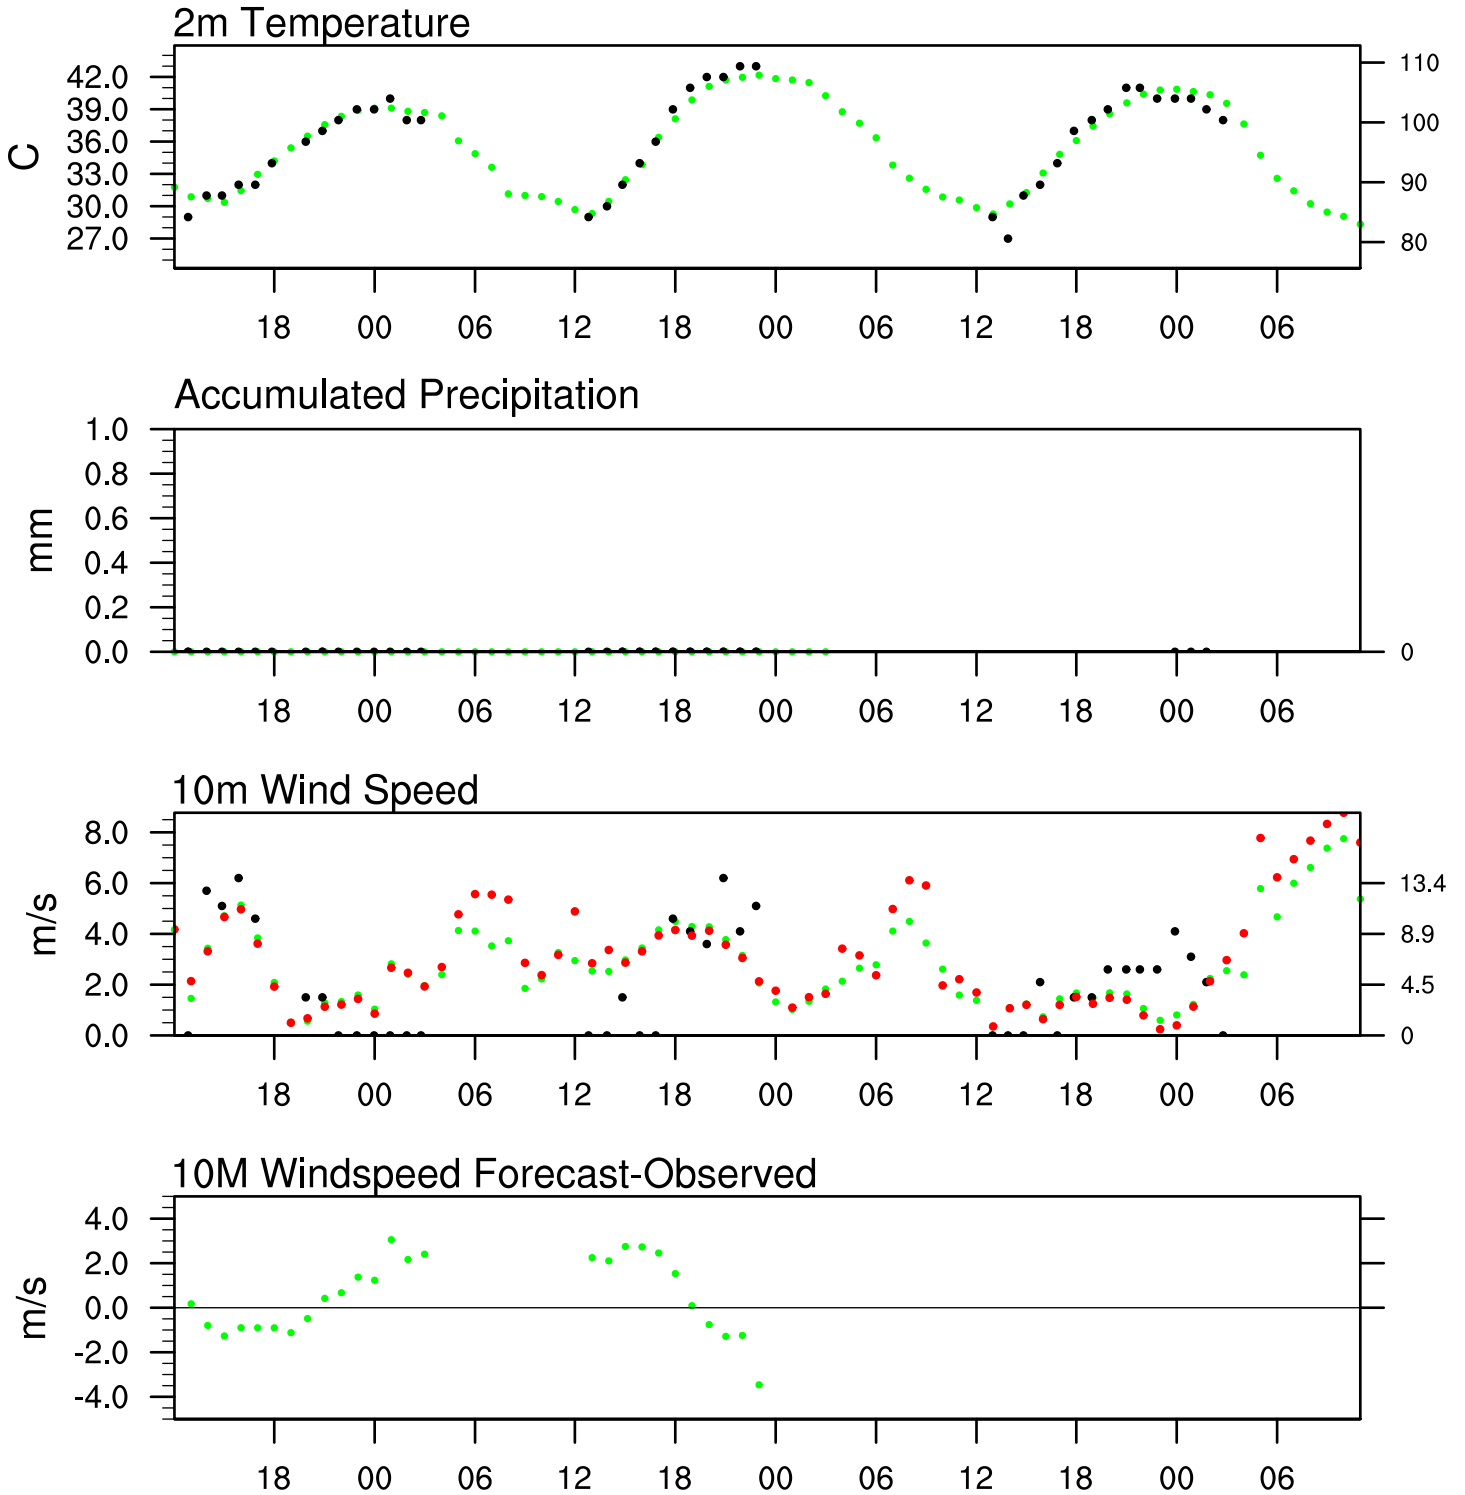 2m Temperature
42.0
39.0
36.0
33.0
30.0
27.0
C
110
100
90
80
18 00 06 12 18 00 06 12 18 00 06
Accumulated Precipitation
1.0
0.8
0.6
0.4
0.2
0.0
mm
0
18 00 06 12 18 00 06 12 18 00 06
10m Wind Speed
8.0
6.0
4.0
2.0
0.0
m/s
13.4
8.9
4.5
0
18 00 06 12 18 00 06 12 18 00 06
10M Windspeed Forecast-Observed
4.0
2.0
0.0
-2.0
-4.0
m/s
18 00 06 12 18 00 06 12 18 00 06